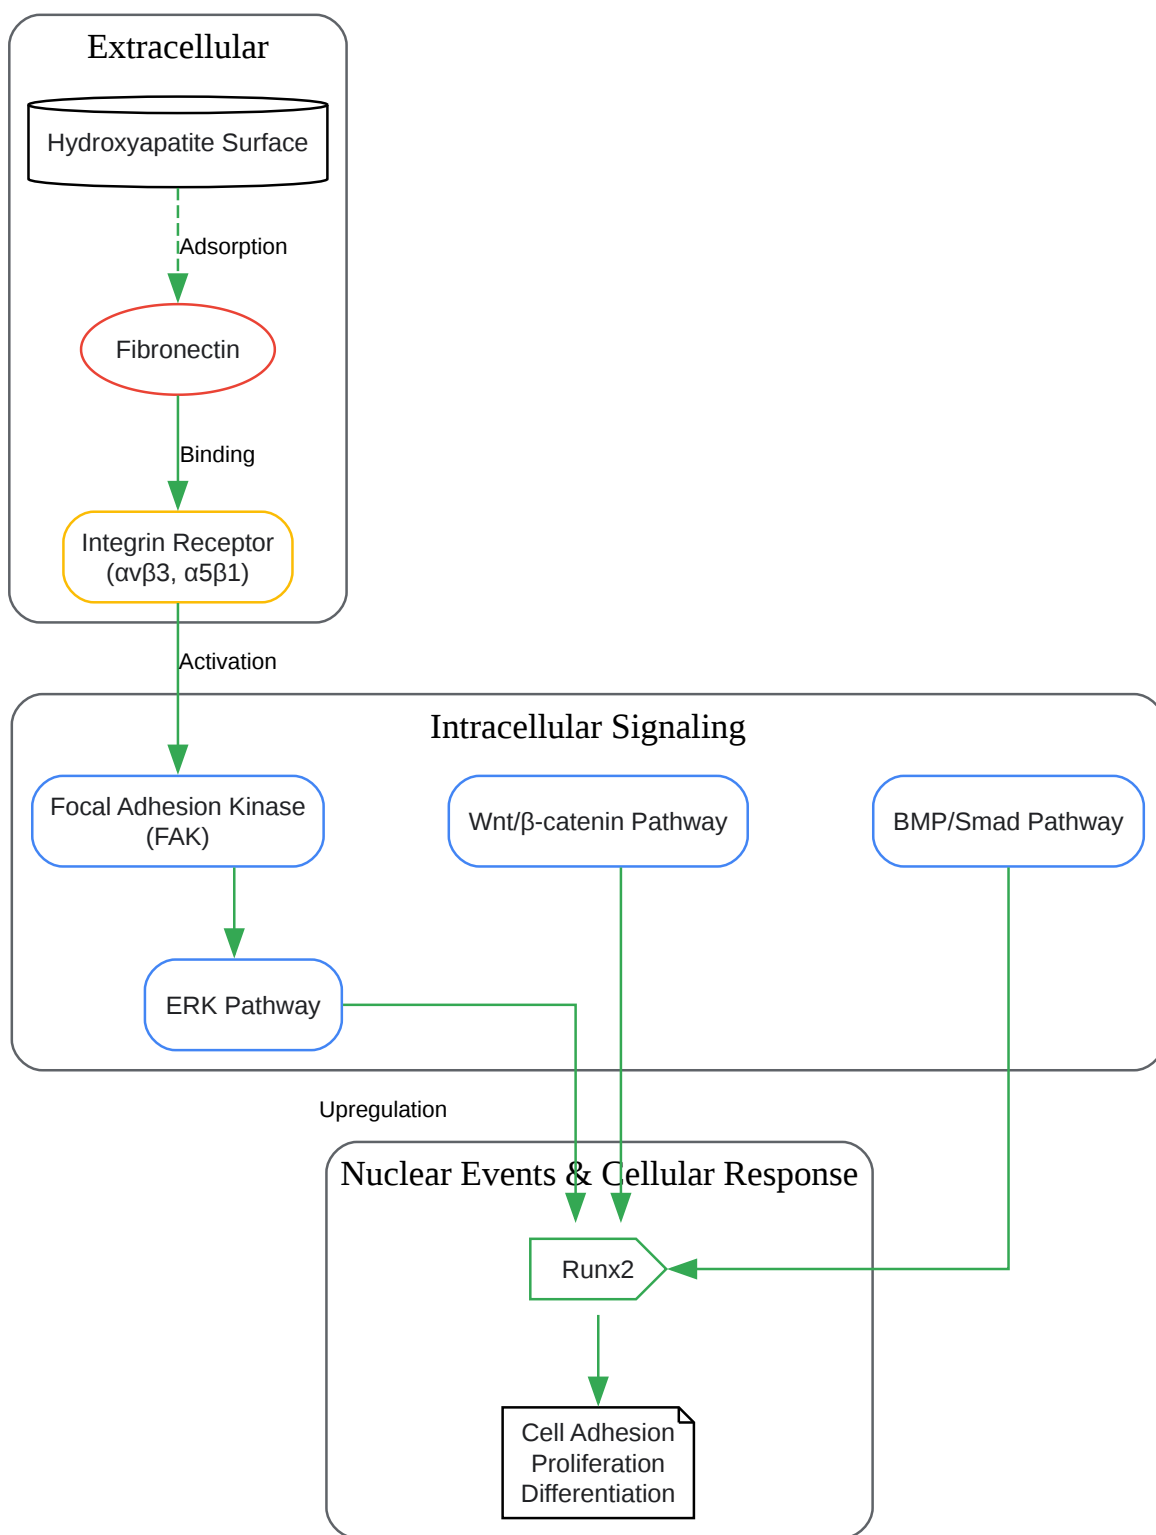 Extracellular
Hydroxyapatite Surface
Adsorption
Fibronectin
Binding
Integrin Receptor
(αvβ3, α5β1)
Activation
Intracellular Signaling
Focal Adhesion Kinase
(FAK)
Wnt/β-catenin Pathway
BMP/Smad Pathway
ERK Pathway
Upregulation
Nuclear Events & Cellular Response
Runx2
Cell Adhesion
Proliferation
Differentiation